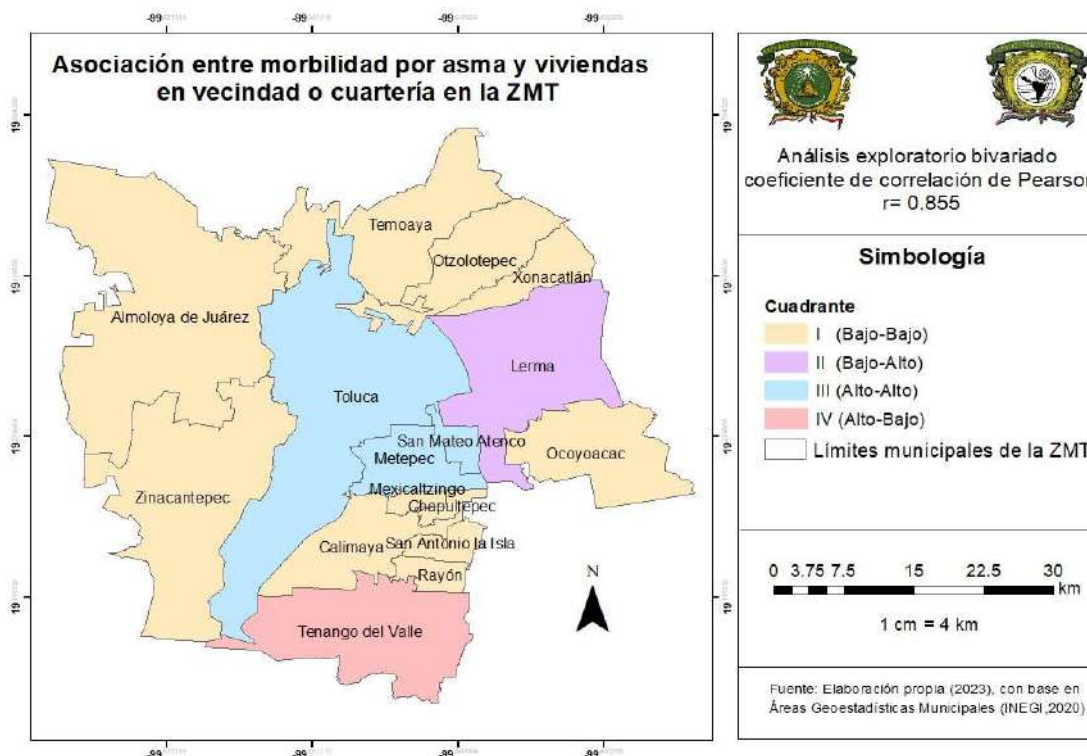 Asociación entre morbilidad por asma y viviendas
en vecindad o cuartería en la ZMT
Temoaya
Otzolotepec
Xonacatlán
Almoloya de Juárez
Lerma
Toluca
San Mateo Atenco
Metepec
Ocoyoacac
Zinacantepec
Mexicaltzingo
Chapultepec
Calimaya
San Antonio la Isla
Rayón
Tenango del Valle
N
Análisis exploratorio bivariado
coeficiente de correlación de Pearson
r= 0.855
Simbología
Cuadrante
I (Bajo-Bajo)
II (Bajo-Alto)
III (Alto-Alto)
IV (Alto-Bajo)
Límites municipales de la ZMT
0 3.75 7.5 15 22.5 30
km
1 cm = 4 km
Fuente: Elaboración propia (2023), con base en
Áreas Geoestadísticas Municipales (INEGI,2020)